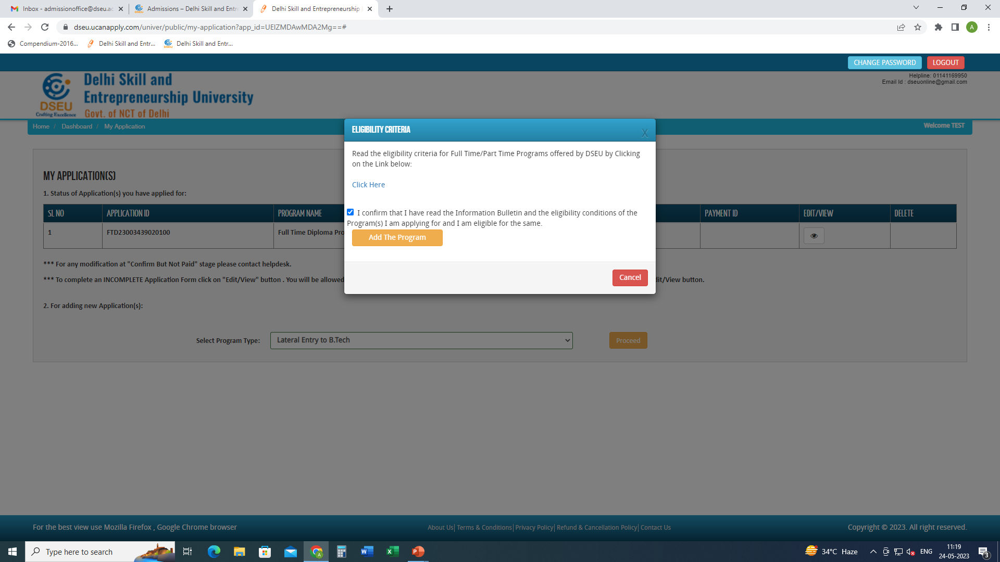 Inbox - admissionoffice@dseu.ac
Admissions – Delhi Skill and Entr
Delhi Skill and Entrepreneurship
dseu.ucanapply.com/univer/public/my-application?app_id=UEIZMDAwMDA2Mg==#
A
Compendium-2016...
Delhi Skill and Entr...
Delhi Skill and Entr...
CHANGE PASSWORD
LOGOUT
Helpline: 01141169950
Email Id : dseuonline@gmail.com
DSEU
Crafting Excellence
Delhi Skill and
Entrepreneurship University
Govt. of NCT of Delhi
Home / Dashboard / My Application
Welcome TEST
ELIGIBILITY CRITERIA
X
Read the eligibility criteria for Full Time/Part Time Programs offered by DSEU by Clicking
on the Link below:
Click Here
I confirm that I have read the Information Bulletin and the eligibility conditions of the
Program(s) I am applying for and I am eligible for the same.
Add The Program
Cancel
MY APPLICATION(S)
1. Status of Application(s) you have applied for:
SL NO APPLICATION ID PROGRAM NAME PAYMENT ID EDIT/VIEW DELETE
1 FTD23003439020100 Full Time Diploma Pro
*** For any modification at "Confirm But Not Paid" stage please contact helpdesk.
*** To complete an INCOMPLETE Application Form click on "Edit/View" button . You will be allowed dit/View button.
2. For adding new Application(s):
Select Program Type: Lateral Entry to B.Tech Proceed
For the best view use Mozilla Firefox , Google Chrome browser
About Us| Terms & Conditions| Privacy Policy| Refund & Cancellation Policy| Contact Us
Copyright © 2023. All right reserved.
Type here to search
34°C Haze
ENG
11:19
24-05-2023
3